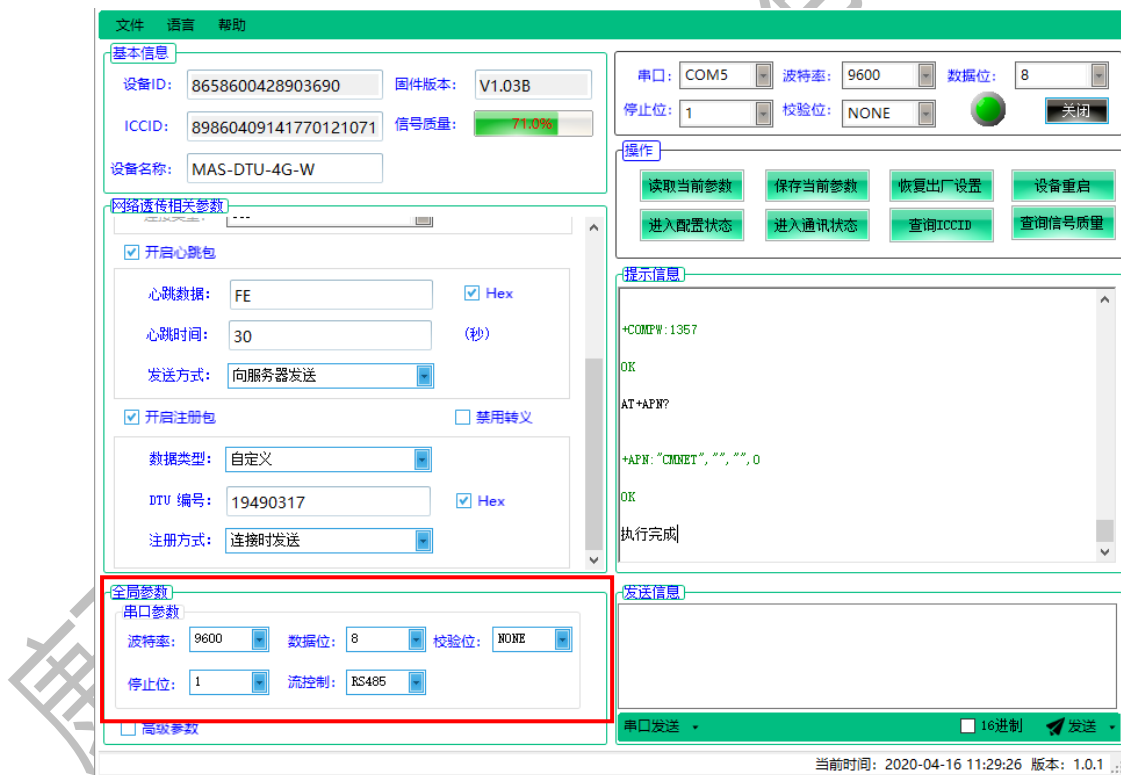 文件 语言 帮助
基本信息
设备ID: 8658600428903690 固件版本: V1.03B
ICCID: 89860409141770121071 信号质量: 71.0%
设备名称: MAS-DTU-4G-W
网络透传相关参数
开启心跳包
心跳数据: FE Hex
心跳时间: 30 (秒)
发送方式: 向服务器发送
开启注册包 禁用转义
数据类型: 自定义
DTU 编号: 19490317 Hex
注册方式: 连接时发送
全局参数
串口参数
波特率: 9600 数据位: 8 校验位: NONE
停止位: 1 流控制: RS485
高级参数
串口: COM5 波特率: 9600 数据位: 8
停止位: 1 校验位: NONE 关闭
操作
读取当前参数 保存当前参数 恢复出厂设置 设备重启
进入配置状态 进入通讯状态 查询ICCID 查询信号质量
提示信息
+COMPW:1357
OK
AT+APN?
+APN:"CMNET","","",0
OK
执行完成
发送信息
串口发送 16进制 发送
当前时间: 2020-04-16 11:29:26 版本: 1.0.1